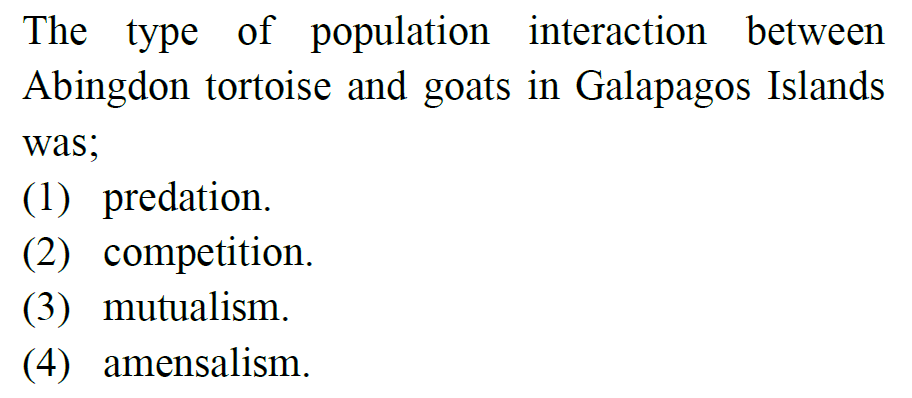 The type of population interaction between
Abingdon tortoise and goats in Galapagos Islands
was;
(1) predation.
(2) competition.
(3) mutualism.
(4) amensalism.